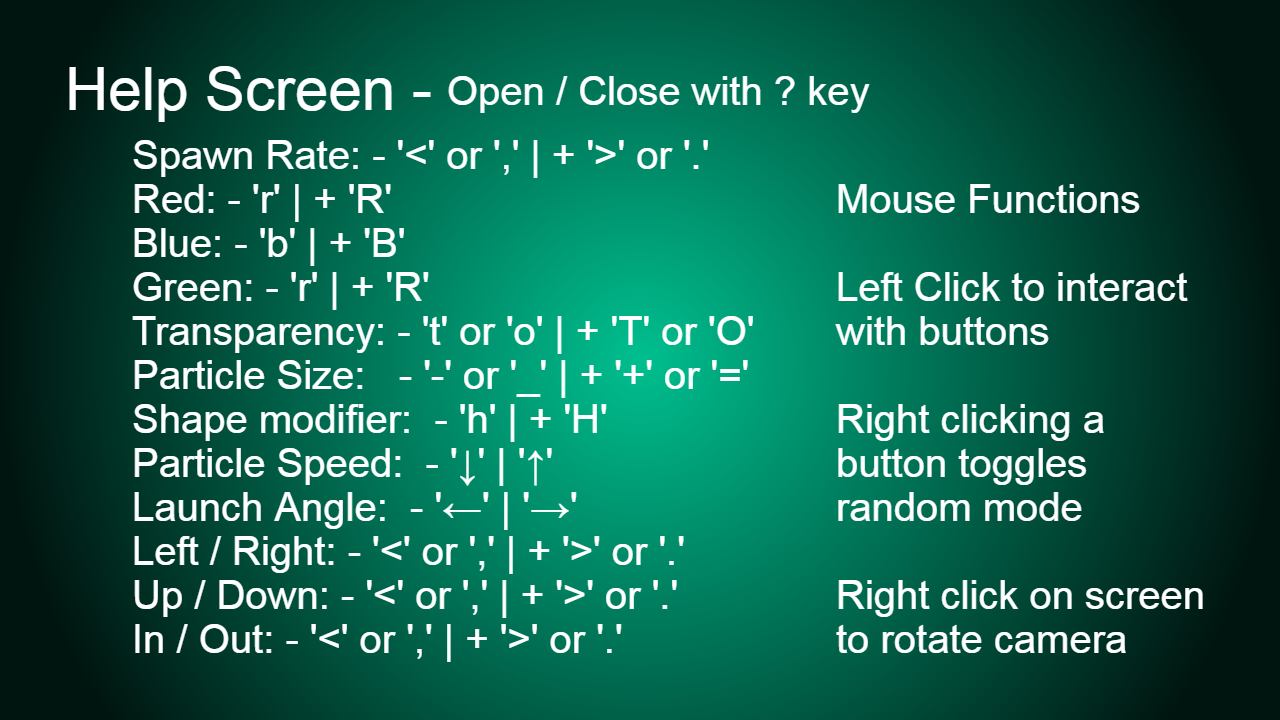 Help Screen - Open / Close with ? key
Spawn Rate: - '<' or ',' | + '>' or '.'
Red: - 'r' | + 'R'
Blue: - 'b' | + 'B'
Green: - 'r' | + 'R'
Transparency: - 't' or 'o' | + 'T' or 'O'
Particle Size:   - '-' or '_' | + '+' or '='
Shape modifier:  - 'h' | + 'H'
Particle Speed:  - '↓' | '↑'
Launch Angle:  - '←' | '→'
Left / Right: - '<' or ',' | + '>' or '.'
Up / Down: - '<' or ',' | + '>' or '.'
In / Out: - '<' or ',' | + '>' or '.'
Mouse Functions
Left Click to interact
with buttons
Right clicking a
button toggles
random mode
Right click on screen
to rotate camera